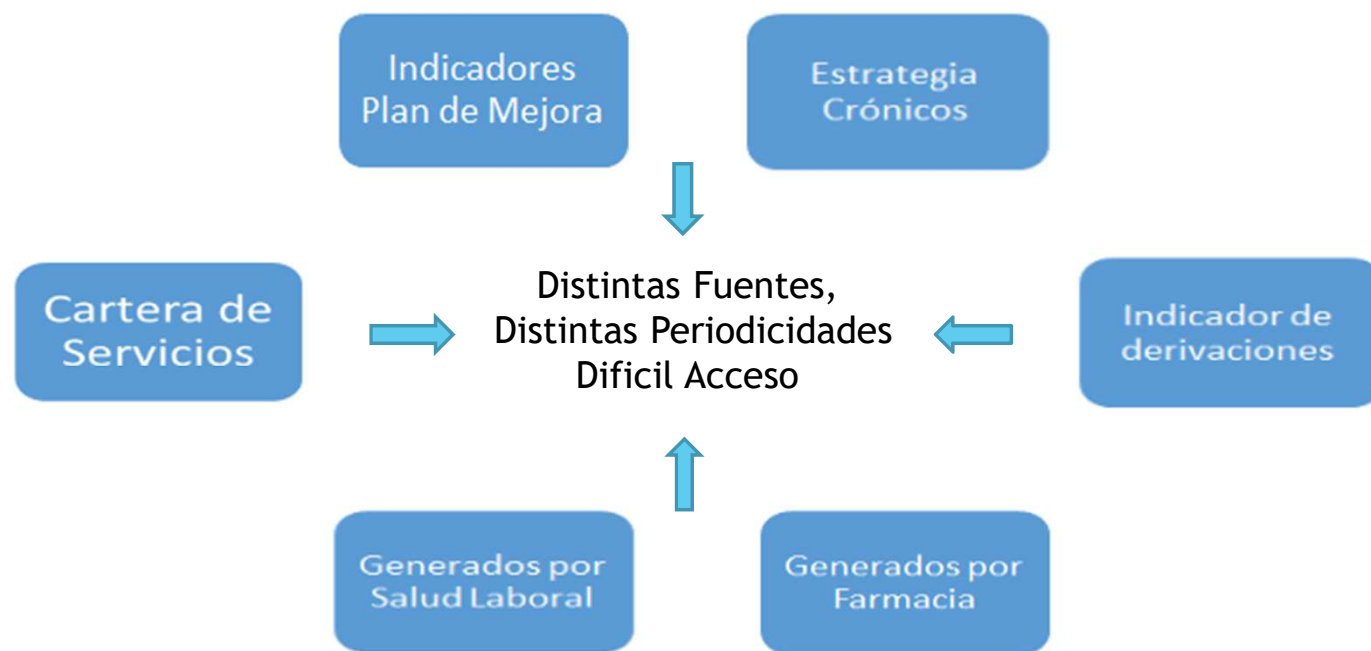 Indicadores
Plan de Mejora
Estrategia
Crónicos
Cartera de
Servicios
Distintas Fuentes,
Distintas Periodicidades
Dificil Acceso
Indicador de
derivaciones
Generados por
Salud Laboral
Generados por
Farmacia